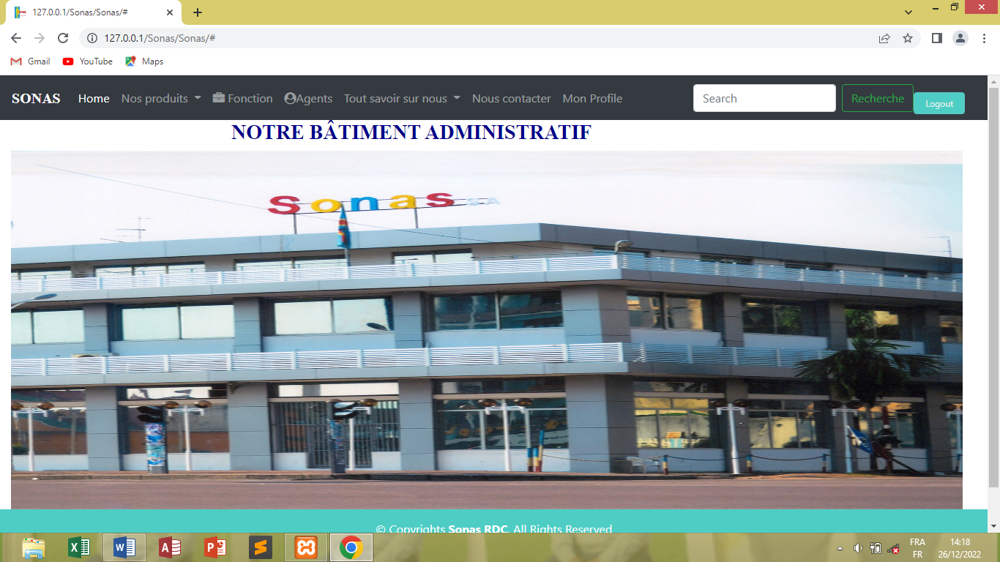 127.0.0.1/Sonas/Sonas/#
127.0.0.1/Sonas/Sonas/#
Gmail YouTube Maps
SONAS Home Nos produits Fonction Agents Tout savoir sur nous Nous contacter Mon Profile Search Recherche Logout
NOTRE BÂTIMENT ADMINISTRATIF
Sonas SA
© Copyrights Sonas RDC. All Rights Reserved
FRA 14:18
FR 26/12/2022